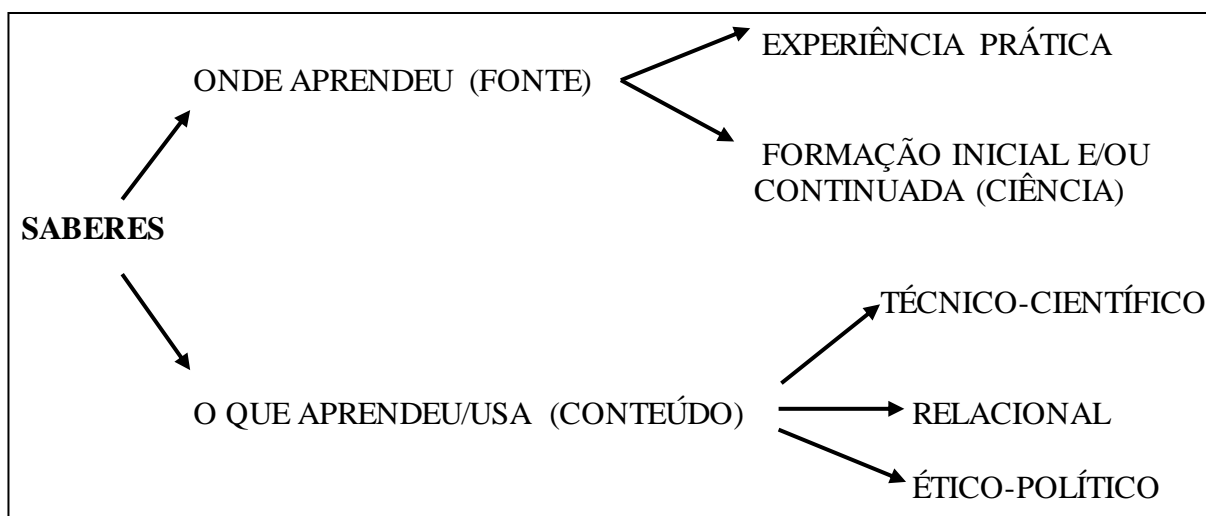 EXPERIÊNCIA PRÁTICA
ONDE APRENDEU (FONTE)
FORMAÇÃO INICIAL E/OU
CONTINUADA (CIÊNCIA)
SABERES
TÉCNICO-CIENTÍFICO
O QUE APRENDEU/USA (CONTEÚDO)
RELACIONAL
ÉTICO-POLÍTICO